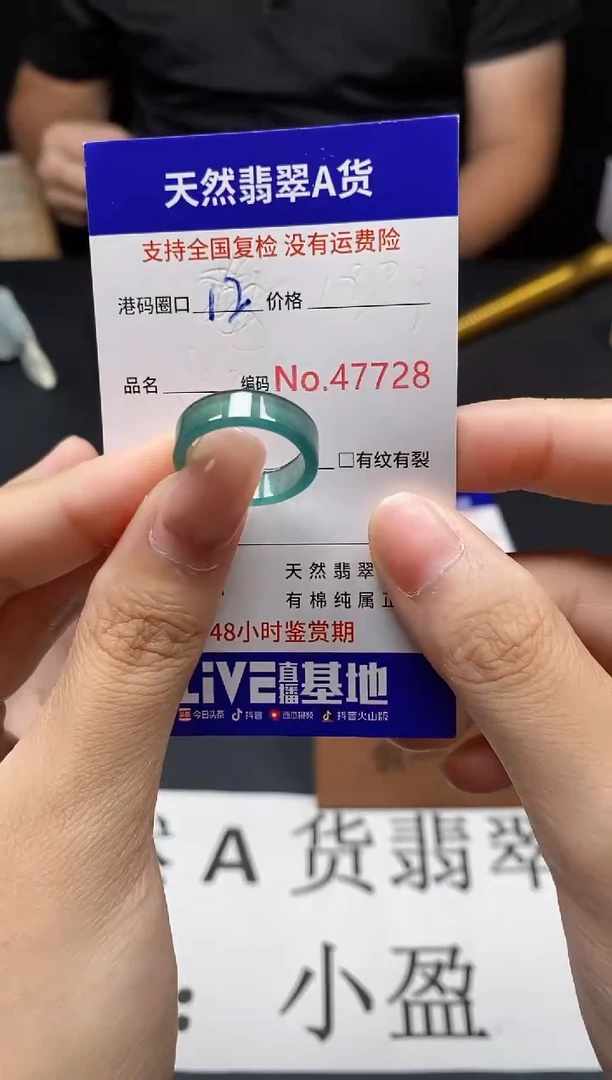 天然翡翠A货
支持全国复检 没有运费险
港码圈口 12 价格
品名 编码 No.47728
□有纹有裂
天然翡翠
有棉纯属正
48小时鉴赏期
LiVE直播基地
今日头条 抖音 西瓜视频 抖音火山版
A 货翡翠
：小盈